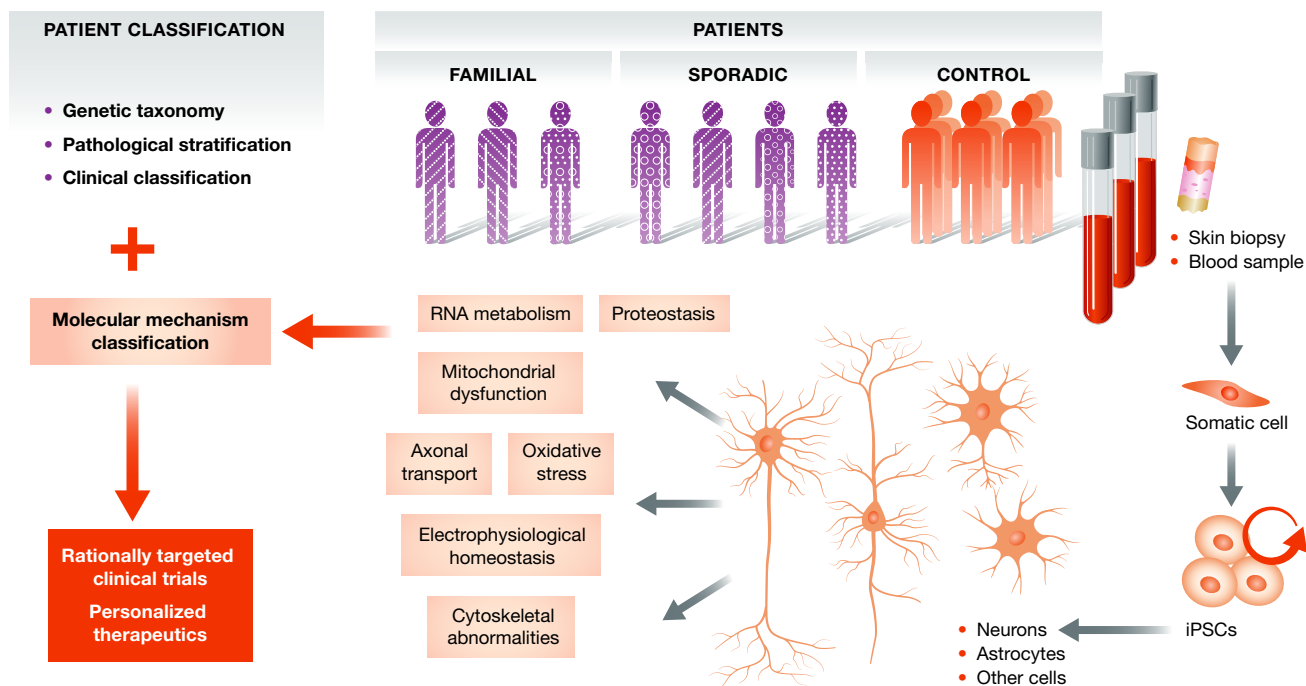 PATIENT CLASSIFICATION
• Genetic taxonomy
• Pathological stratification
• Clinical classification
+
Molecular mechanism
classification
Rationally targeted
clinical trials
Personalized
therapeutics
PATIENTS
FAMILIAL
SPORADIC
CONTROL
• Skin biopsy
• Blood sample
Somatic cell
iPSCs
• Neurons
• Astrocytes
• Other cells
RNA metabolism
Proteostasis
Mitochondrial
dysfunction
Axonal
transport
Oxidative
stress
Electrophysiological
homeostasis
Cytoskeletal
abnormalities